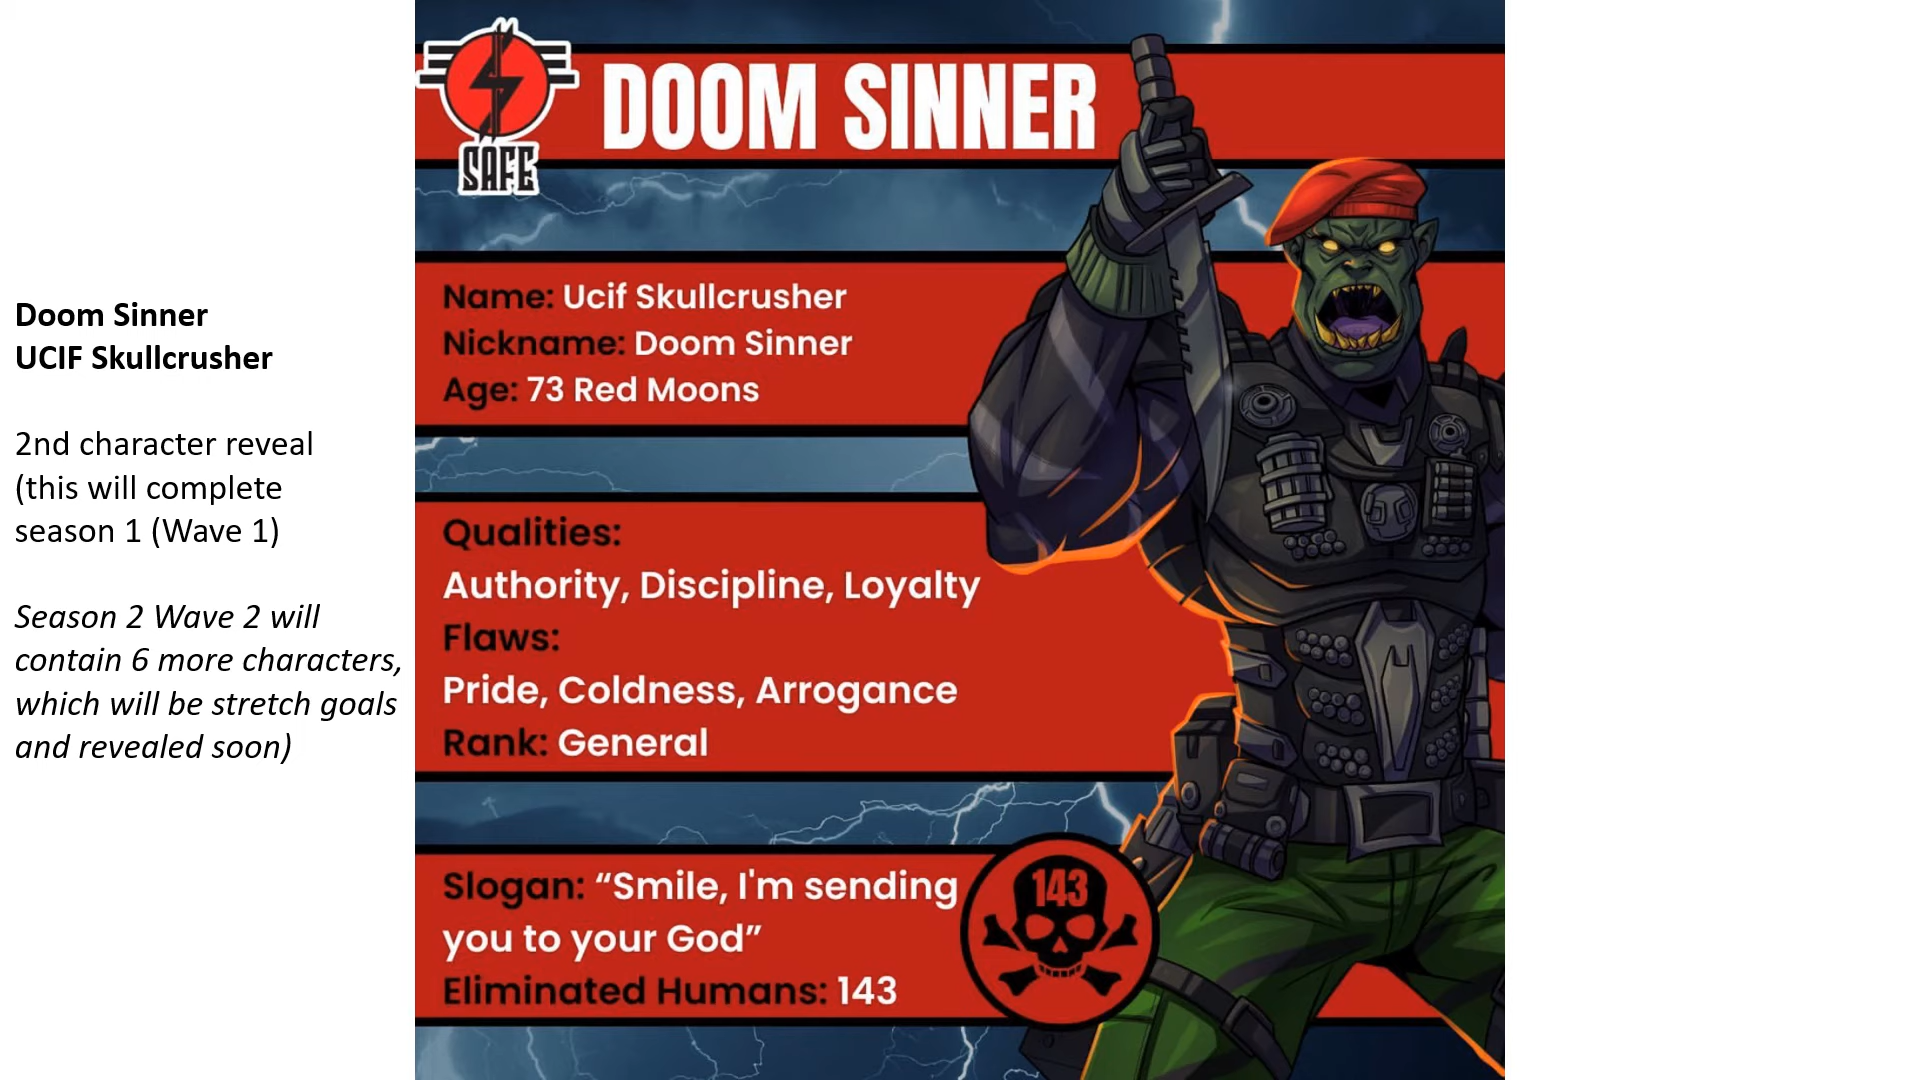 Doom Sinner
UCIF Skullcrusher
2nd character reveal
(this will complete
season 1 (Wave 1)
Season 2 Wave 2 will
contain 6 more characters,
which will be stretch goals
and revealed soon)
SAFE
DOOM SINNER
Name: Ucif Skullcrusher
Nickname: Doom Sinner
Age: 73 Red Moons
Qualities:
Authority, Discipline, Loyalty
Flaws:
Pride, Coldness, Arrogance
Rank: General
Slogan: “Smile, I'm sending
you to your God”
Eliminated Humans: 143
143